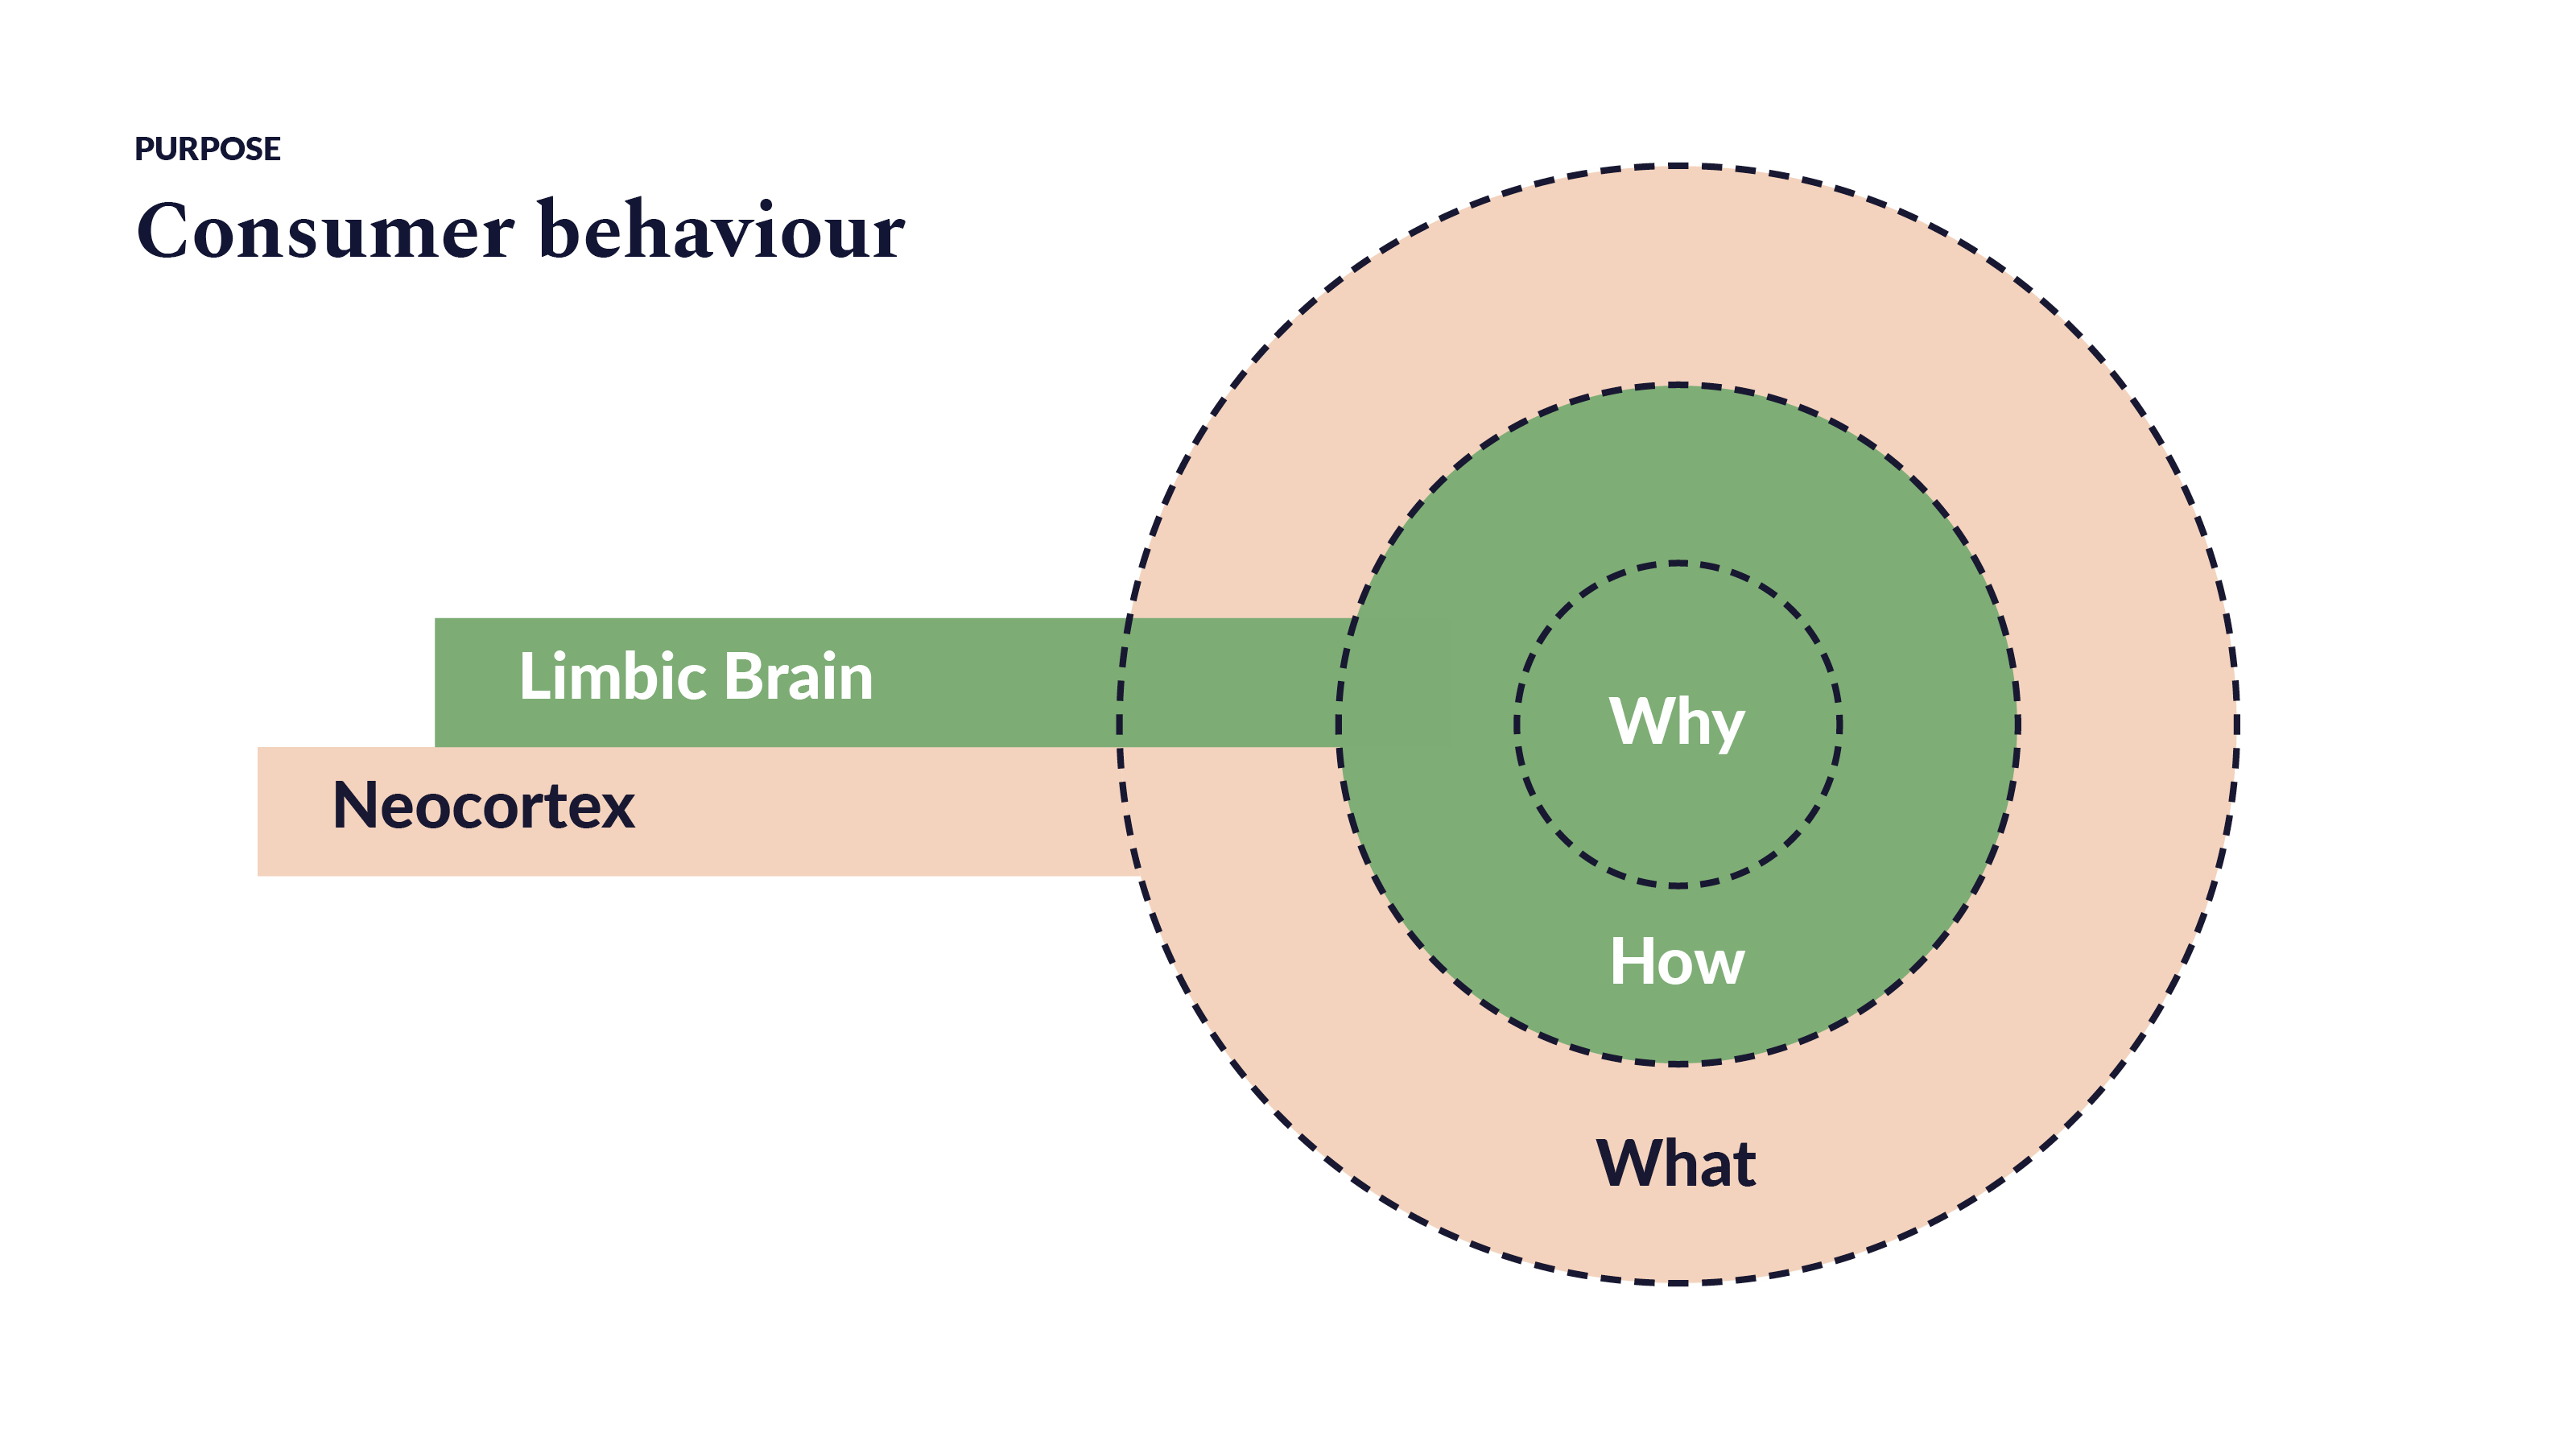 PURPOSE
Consumer behaviour
Limbic Brain
Neocortex
Why
How
What